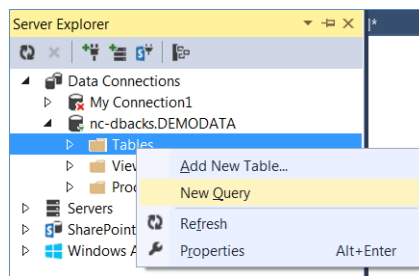 Server Explorer
Data Connections
My Connection1
nc-dbacks.DEMODATA
Tables
View
Add New Table...
Proc
New Query
Servers
Refresh
SharePoint
Windows A
Properties Alt+Enter